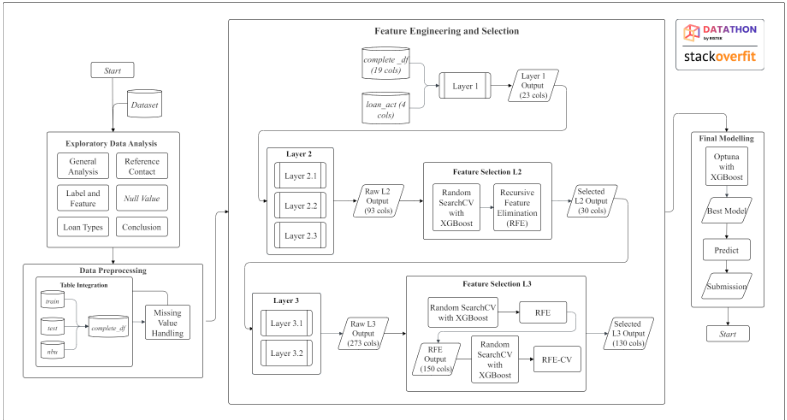 Feature Engineering and Selection
DATATHON
by RISTEK
stackoverfit
Start
Dataset
complete _df
(19 cols)
loan_act (4
cols)
Layer 1
Layer 1
Output
(23 cols)
Exploratory Data Analysis
General
Analysis
Reference
Contact
Label and
Feature
Null Value
Loan Types
Conclusion
Layer 2
Layer 2.1
Layer 2.2
Layer 2.3
Raw L2
Output
(93 cols)
Feature Selection L2
Random
SearchCV
with
XGBoost
Recursive
Feature
Elimination
(RFE)
Selected
L2 Output
(30 cols)
Data Preprocessing
Table Integration
train
test
nbu
complete_df
Missing
Value
Handling
Layer 3
Layer 3.1
Layer 3.2
Raw L3
Output
(273 cols)
Feature Selection L3
Random SearchCV
with XGBoost
RFE
RFE
Output
(150 cols)
Random
SearchCV
with
XGBoost
RFE-CV
Selected
L3 Output
(130 cols)
Final Modelling
Optuna
with
XGBoost
Best Model
Predict
Submission
Start